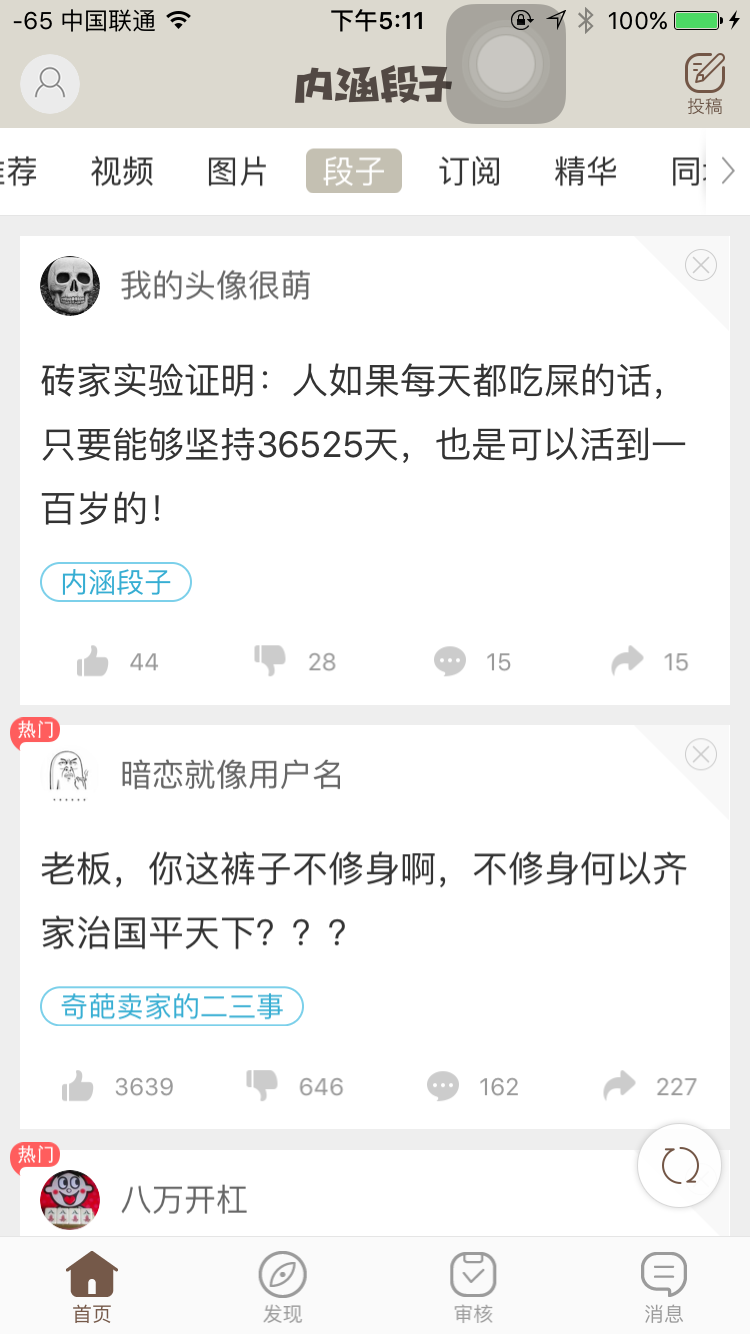 -65 中国联通 下午5:11 100%
内涵段子
投稿
荐 视频 图片 段子 订阅 精华 同
我的头像很萌
砖家实验证明：人如果每天都吃屎的话，
只要能够坚持36525天，也是可以活到一
百岁的！
内涵段子
44 28 15 15
热门
暗恋就像用户名
老板，你这裤子不修身啊，不修身何以齐
家治国平天下？？？
奇葩卖家的二三事
3639 646 162 227
热门
八万开杠
首页 发现 审核 消息